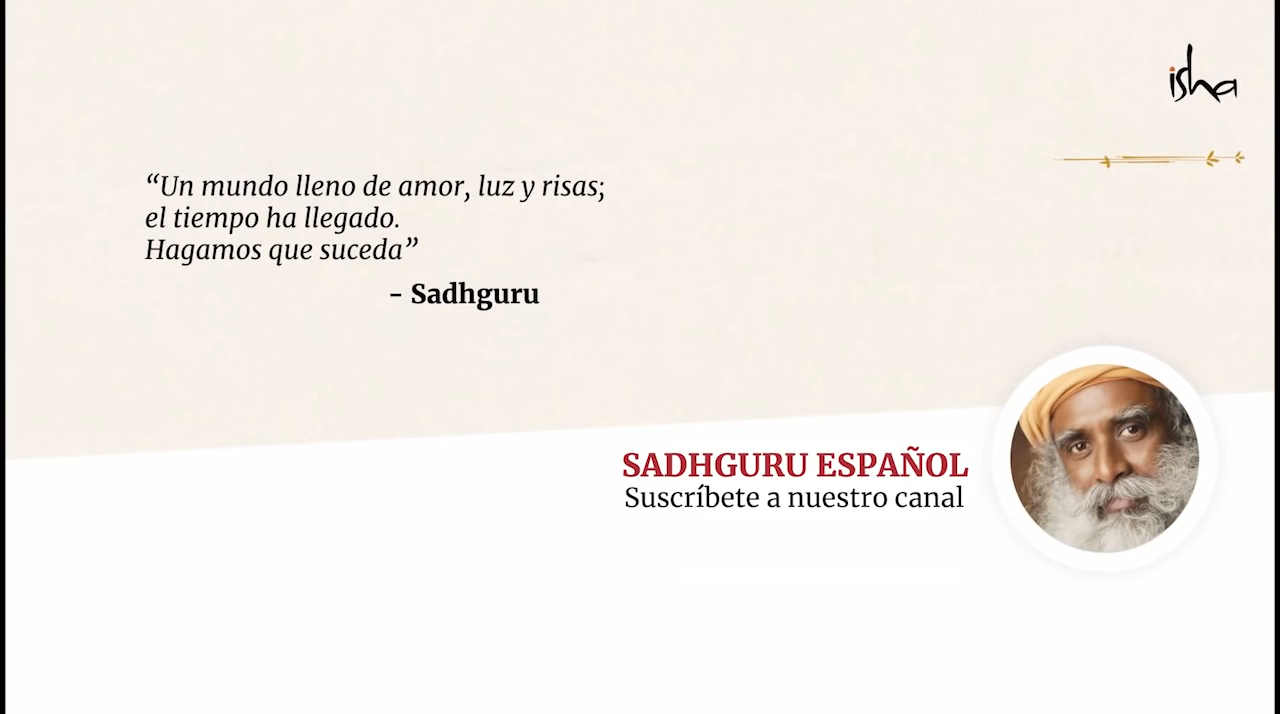 isha
“Un mundo lleno de amor, luz y risas;
el tiempo ha llegado.
Hagamos que suceda”
- Sadhguru
SADHGURU ESPAÑOL
Suscríbete a nuestro canal